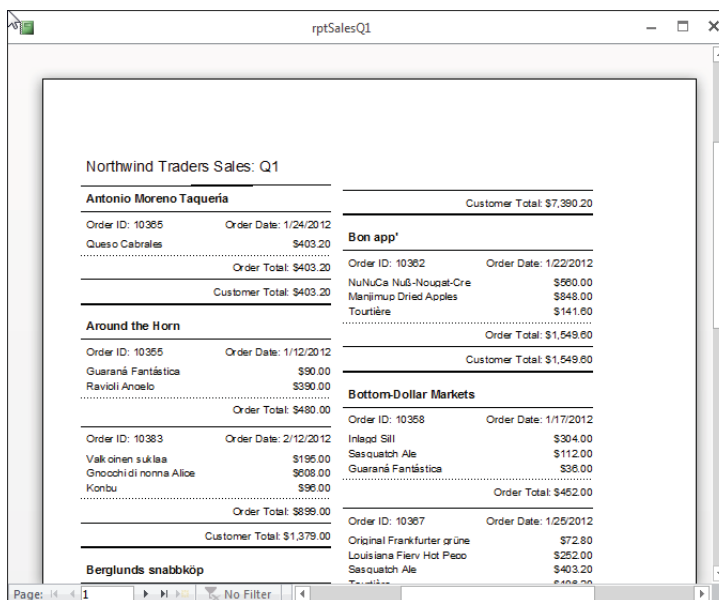 rptSalesQ1
Northwind Traders Sales: Q1
Antonio Moreno Taquería
Order ID: 10365 Order Date: 1/24/2012
Queso Cabrales $403.20
Order Total: $403.20
Customer Total: $403.20
Around the Horn
Order ID: 10355 Order Date: 1/12/2012
Guaraná Fantástica $90.00
Ravioli Angelo $390.00
Order Total: $480.00
Order ID: 10383 Order Date: 2/12/2012
Valkoinen suklaa $195.00
Gnocchi di nonna Alice $608.00
Konbu $96.00
Order Total: $899.00
Customer Total: $1,379.00
Berglunds snabbköp
Customer Total: $7,390.20
Bon app'
Order ID: 10362 Order Date: 1/22/2012
NuNuCa Nuß-Nougat-Cre $560.00
Manjimup Dried Apples $848.00
Tourtière $141.60
Order Total: $1,549.60
Customer Total: $1,549.60
Bottom-Dollar Markets
Order ID: 10358 Order Date: 1/17/2012
Inlagd Sill $304.00
Sasquatch Ale $112.00
Guaraná Fantástica $36.00
Order Total: $452.00
Order ID: 10367 Order Date: 1/25/2012
Original Frankfurter grüne $72.80
Louisiana Fiery Hot Pepp $252.00
Sasquatch Ale $403.20
Tourtière
Page: 1 No Filter